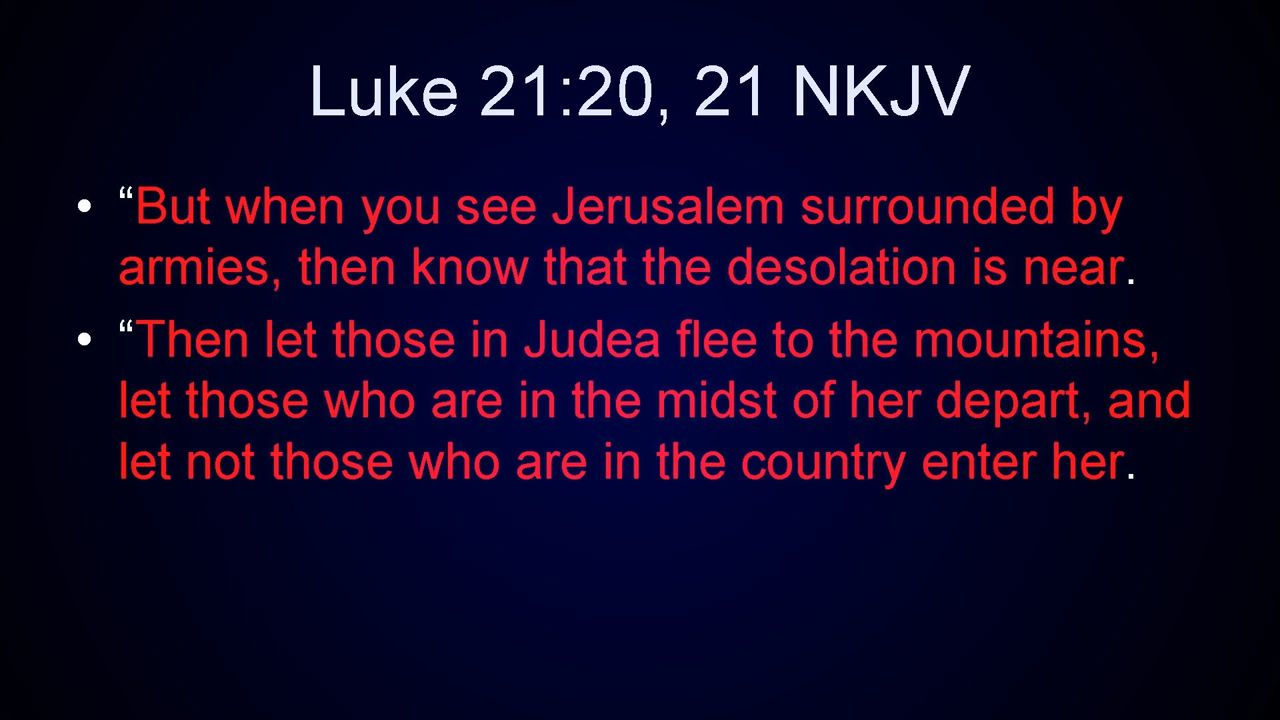 Luke 21:20, 21 NKJV
• “But when you see Jerusalem surrounded by
armies, then know that the desolation is near.
• “Then let those in Judea flee to the mountains,
let those who are in the midst of her depart, and
let not those who are in the country enter her.